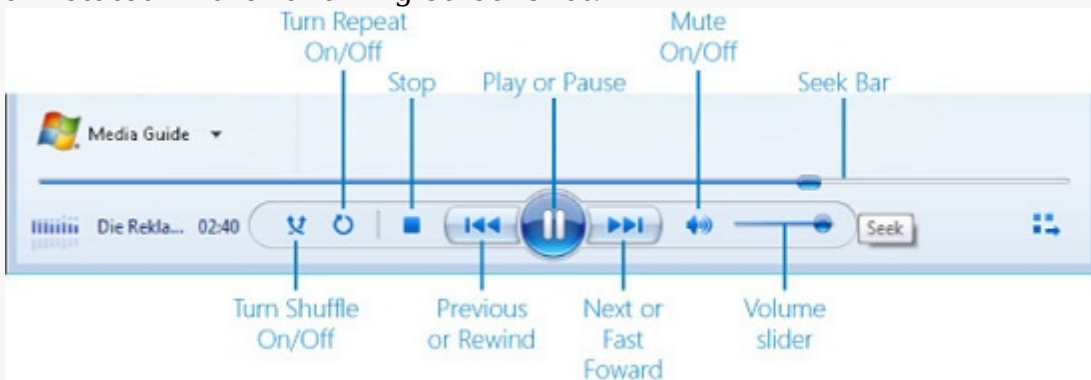 Turn Repeat
On/Off
Mute
On/Off
Stop
Play or Pause
Seek Bar
Media Guide
Die Rekla... 02:40
Seek
Turn Shuffle
On/Off
Previous
or Rewind
Next or
Fast
Foward
Volume
slider